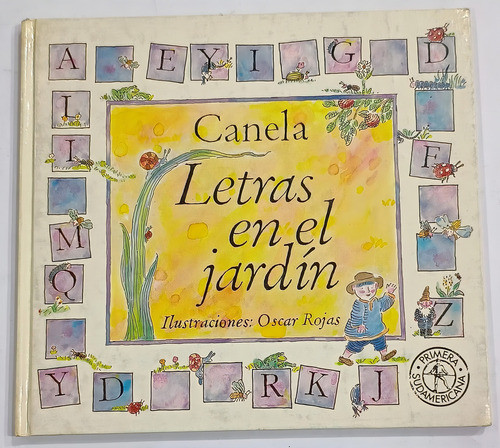 A E Y I G D
I
I
M
O
Y D R K J
F
Z
Canela
Letras
en el
jardín
Ilustraciones: Oscar Rojas
PRIMERA
SUDAMERICANA